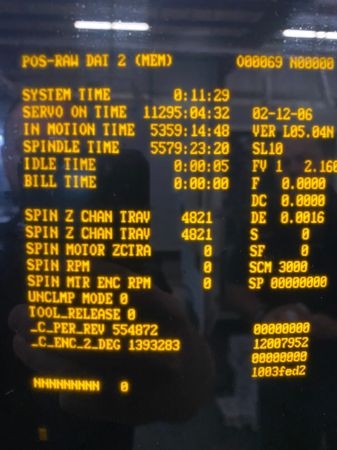 POS-RAW DAT 2 (MEM) O00069 N00000
SYSTEM TIME 0:11:29
SERVO ON TIME 11295:04:32 02-12-06
IN MOTION TIME 5359:14:48 VER L05.04N
SPINDLE TIME 5579:23:20 SL10
IDLE TIME 0:00:05 FV 1 2.160
BILL TIME 0:00:00 F 0.0000
DC 0.0000
SPIN Z CHAN TRAV 4821 DE 0.0016
SPIN Z CHAN TRAV 4821 S 0
SPIN MOTOR ZCTRA 0 SF 0
SPIN RPM 0 SCM 3000
SPIN MTR ENC RPM 0 SP 00000000
UNCLMP MODE 0
TOOL_RELEASE 0
_C_PER_REV 554872 00000000
_C_ENC_2_DEG 1393283 12007952
00000000
1003fed2
NNNNNNNNN 0